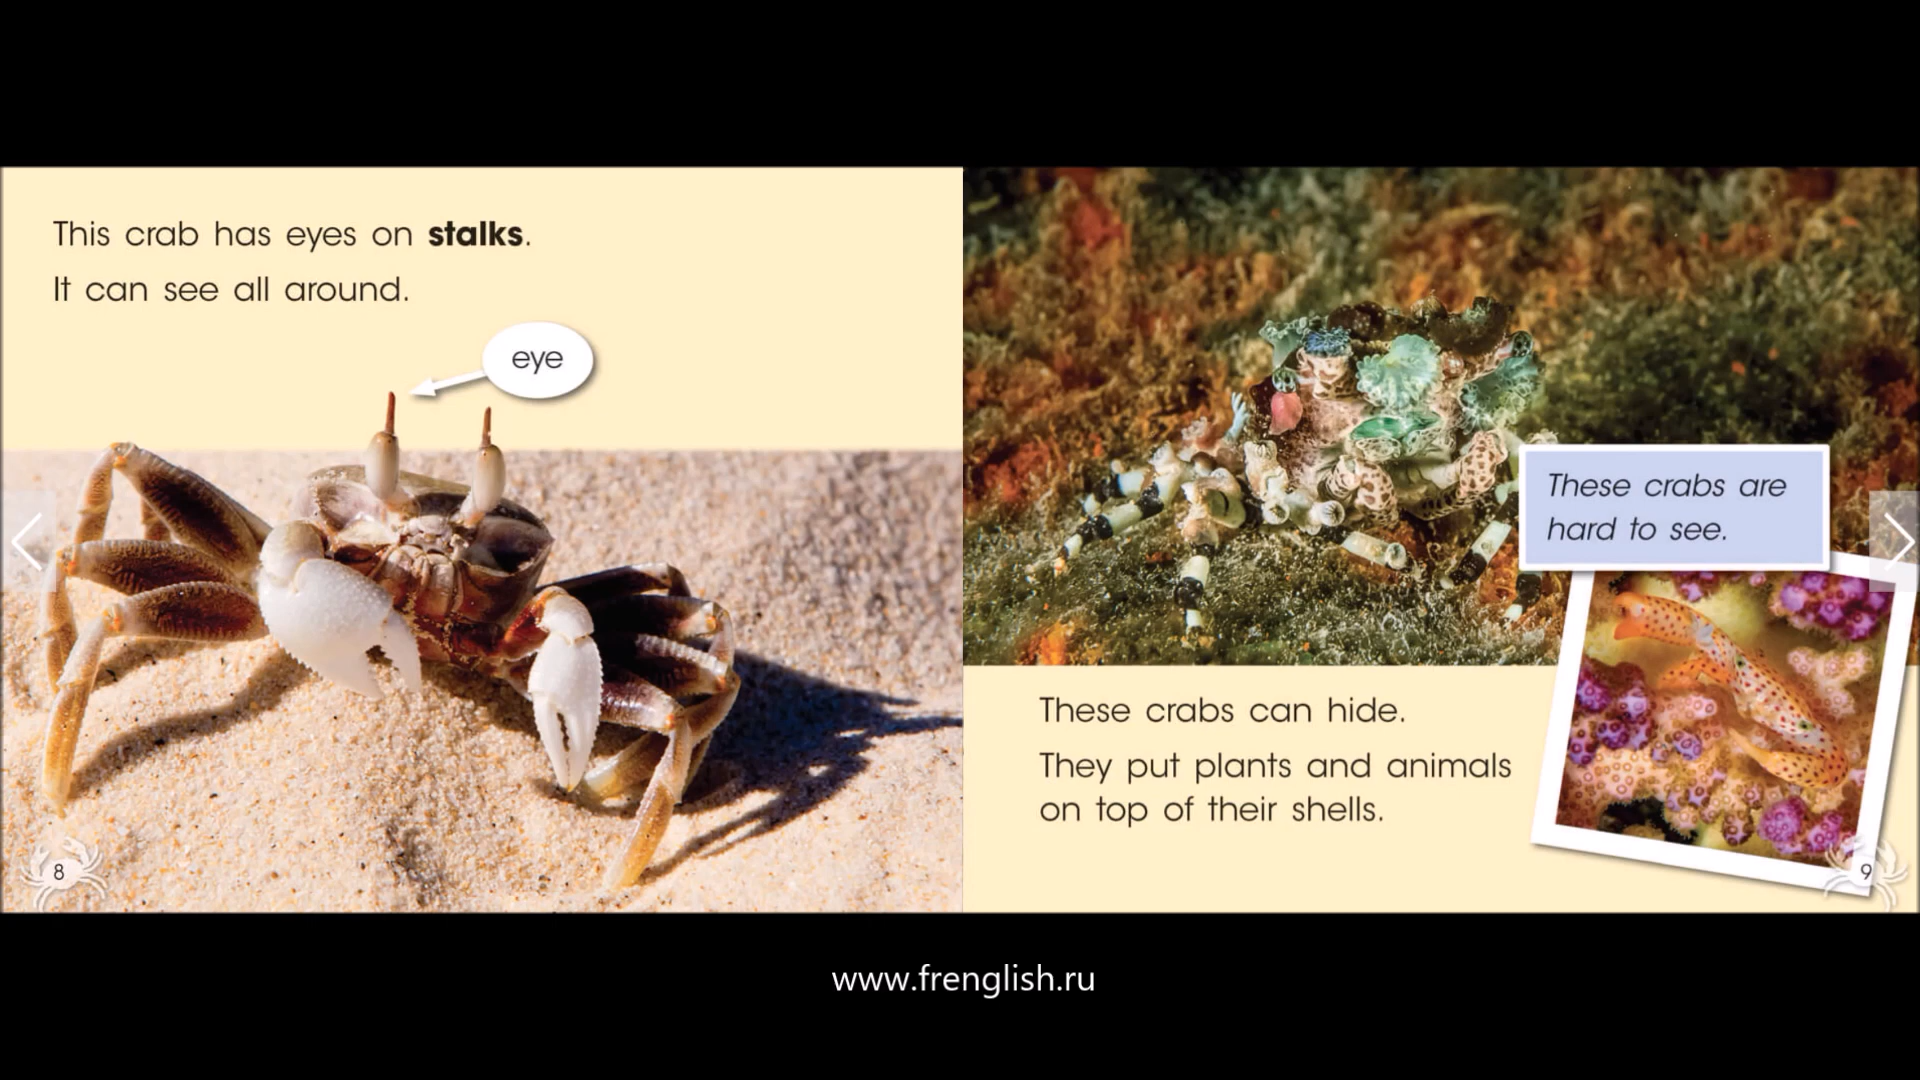 This crab has eyes on stalks.
It can see all around.
eye
8
These crabs are
hard to see.
These crabs can hide.
They put plants and animals
on top of their shells.
9
www.frenglish.ru